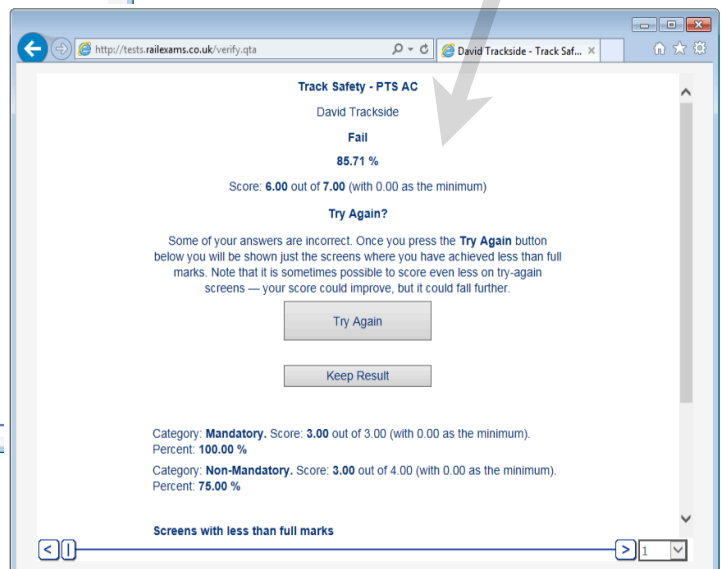 http://tests.railexams.co.uk/verify.qta
David Trackside - Track Saf...
Track Safety - PTS AC
David Trackside
Fail
85.71 %
Score: 6.00 out of 7.00 (with 0.00 as the minimum)
Try Again?
Some of your answers are incorrect. Once you press the Try Again button
below you will be shown just the screens where you have achieved less than full
marks. Note that it is sometimes possible to score even less on try-again
screens — your score could improve, but it could fall further.
Try Again
Keep Result
Category: Mandatory. Score: 3.00 out of 3.00 (with 0.00 as the minimum).
Percent: 100.00 %
Category: Non-Mandatory. Score: 3.00 out of 4.00 (with 0.00 as the minimum).
Percent: 75.00 %
Screens with less than full marks
1